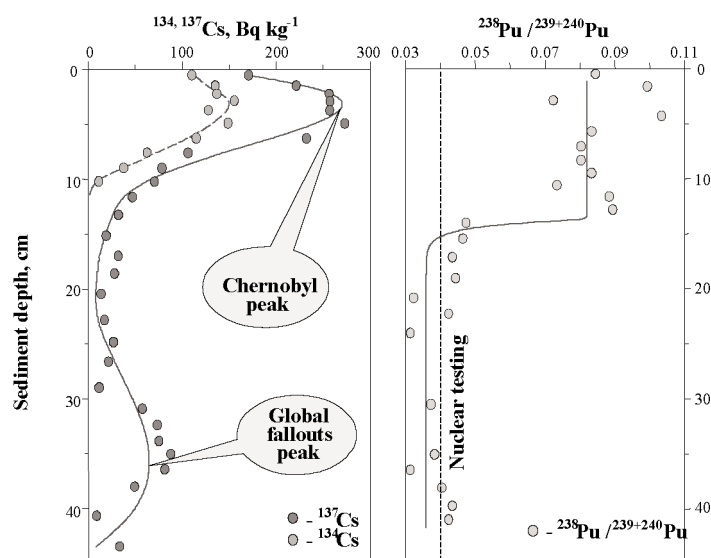 134, 137Cs, Bq kg-1
0 100 200 300
0
10
20
30
40
Sediment depth, cm
Chernobyl
peak
Global
fallouts
peak
- 137Cs
- 134Cs
238Pu /239+240Pu
0.03 0.05 0.07 0.09 0.11
0
10
20
30
40
Nuclear testing
- 238Pu /239+240Pu